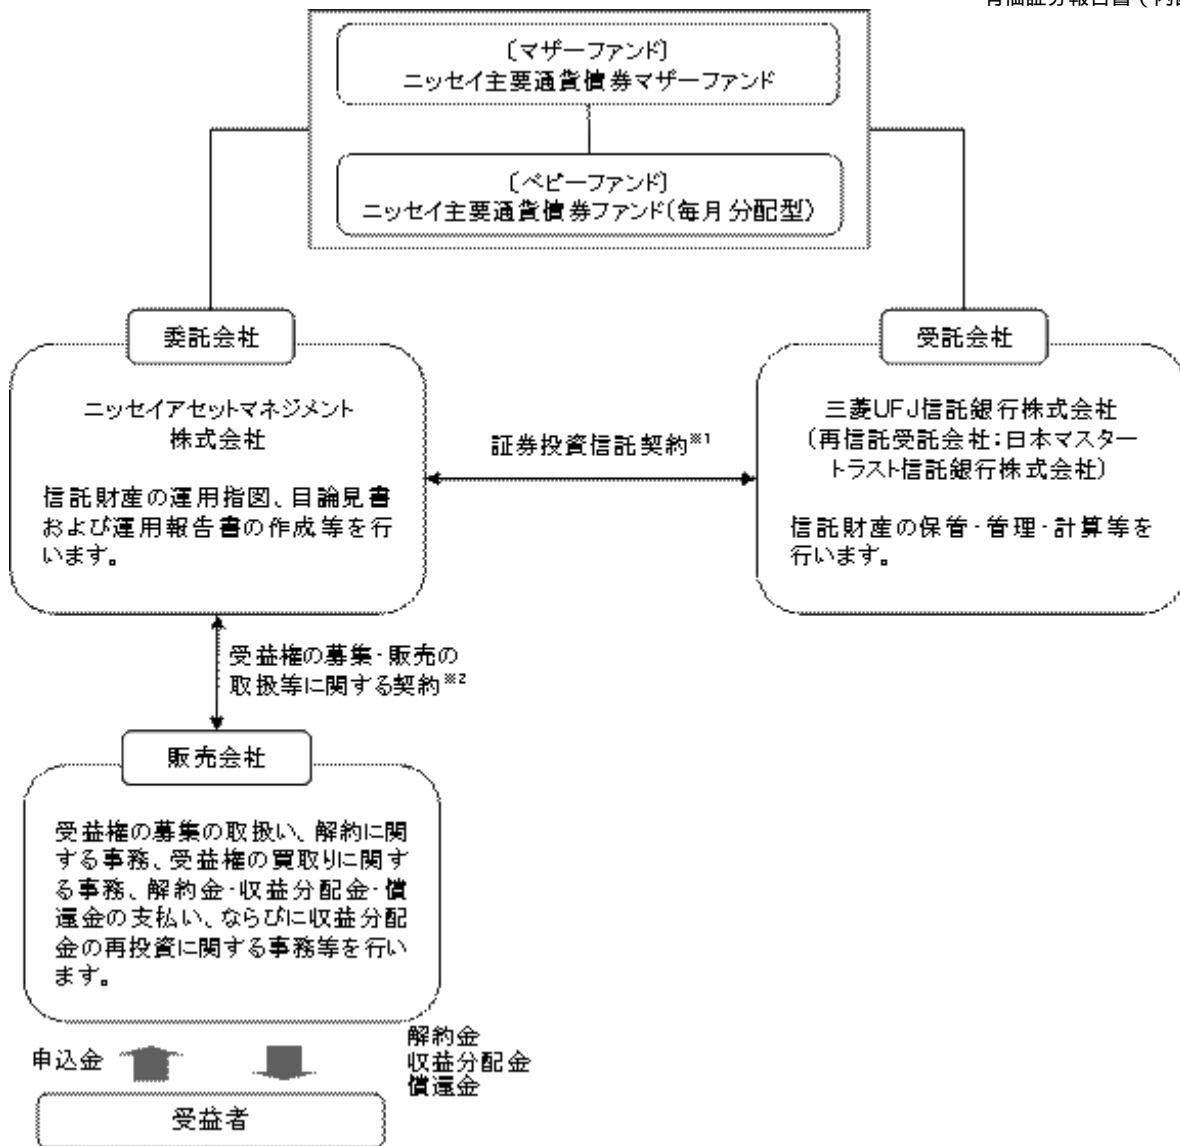 〔マザーファンド〕
ニッセイ主要通貨債券マザーファンド
〔ベビーファンド〕
ニッセイ主要通貨債券ファンド(毎月分配型)
委託会社
ニッセイアセットマネジメント
株式会社
信託財産の運用指図、目論見書
および運用報告書の作成等を行
います。
証券投資信託契約※1
受託会社
三菱UFJ信託銀行株式会社
(再信託受託会社:日本マスター
トラスト信託銀行株式会社)
信託財産の保管・管理・計算等を
行います。
受益権の募集・販売の
取扱等に関する契約※2
販売会社
受益権の募集の取扱い、解約に関
する事務、受益権の買取りに関す
る事務、解約金・収益分配金・償
還金の支払い、ならびに収益分配
金の再投資に関する事務等を行い
ます。
申込金
解約金
収益分配金
償還金
受益者